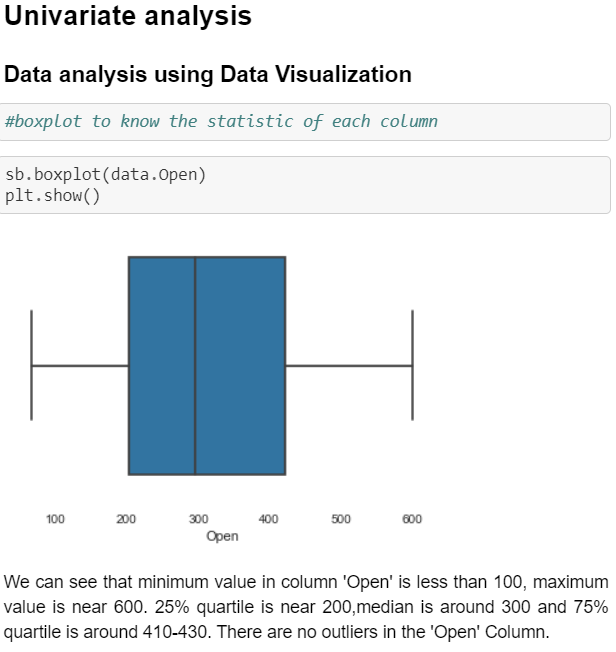 Univariate analysis
Data analysis using Data Visualization
#boxplot to know the statistic of each column
sb.boxplot(data.Open)
plt.show()
100 200 300 400 500 600
Open
We can see that minimum value in column 'Open' is less than 100, maximum
value is near 600. 25% quartile is near 200,median is around 300 and 75%
quartile is around 410-430. There are no outliers in the 'Open' Column.